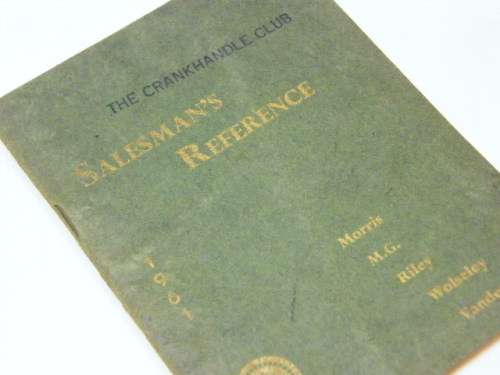 THE CRANKHANDLE CLUB
SALESMAN'S
REFERENCE
Morris
M.G.
Riley
Wolseley
1961